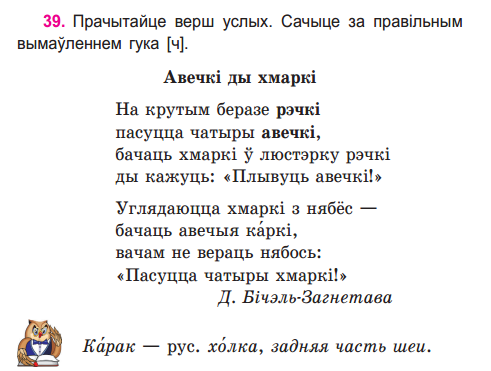 39. Прачытайце верш услых. Сачыце за правільным
вымаўленнем гука [ч].
Авечкі ды хмаркі
На крутым беразе рэчкі
пасуцца чатыры авечкі,
бачаць хмаркі ў люстэрку рэчкі
ды кажуць: «Плывуць авечкі!»
Углядаюцца хмаркі з нябёс —
бачаць авечыя ка́ркі,
вачам не вераць нябось:
«Пасуцца чатыры хмаркі!»
Д. Бічэль-Загнетава
Ка́рак — рус. хо́лка, задняя часть шеи.